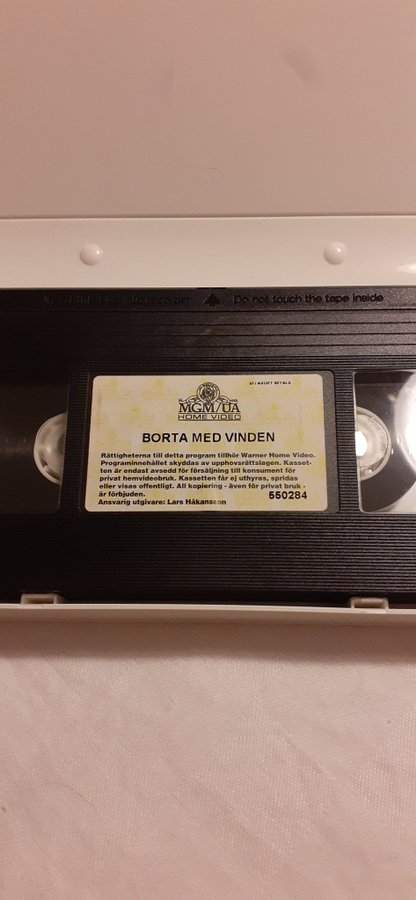 Do not touch the tape inside
MGM/UA
HOME VIDEO
BORTA MED VINDEN
Rättigheterna till detta program tillhör Warner Home Video.
Programinnehållet skyddas av upphovsrättslagen. Kasset-
ten är endast avsedd för försäljning till konsument för
privat hemvideobruk. Kassetten får ej uthyras, spridas
eller visas offentligt. All kopiering - även för privat bruk -
är förbjuden.
550284
Ansvarig utgivare: Lars Håkansson